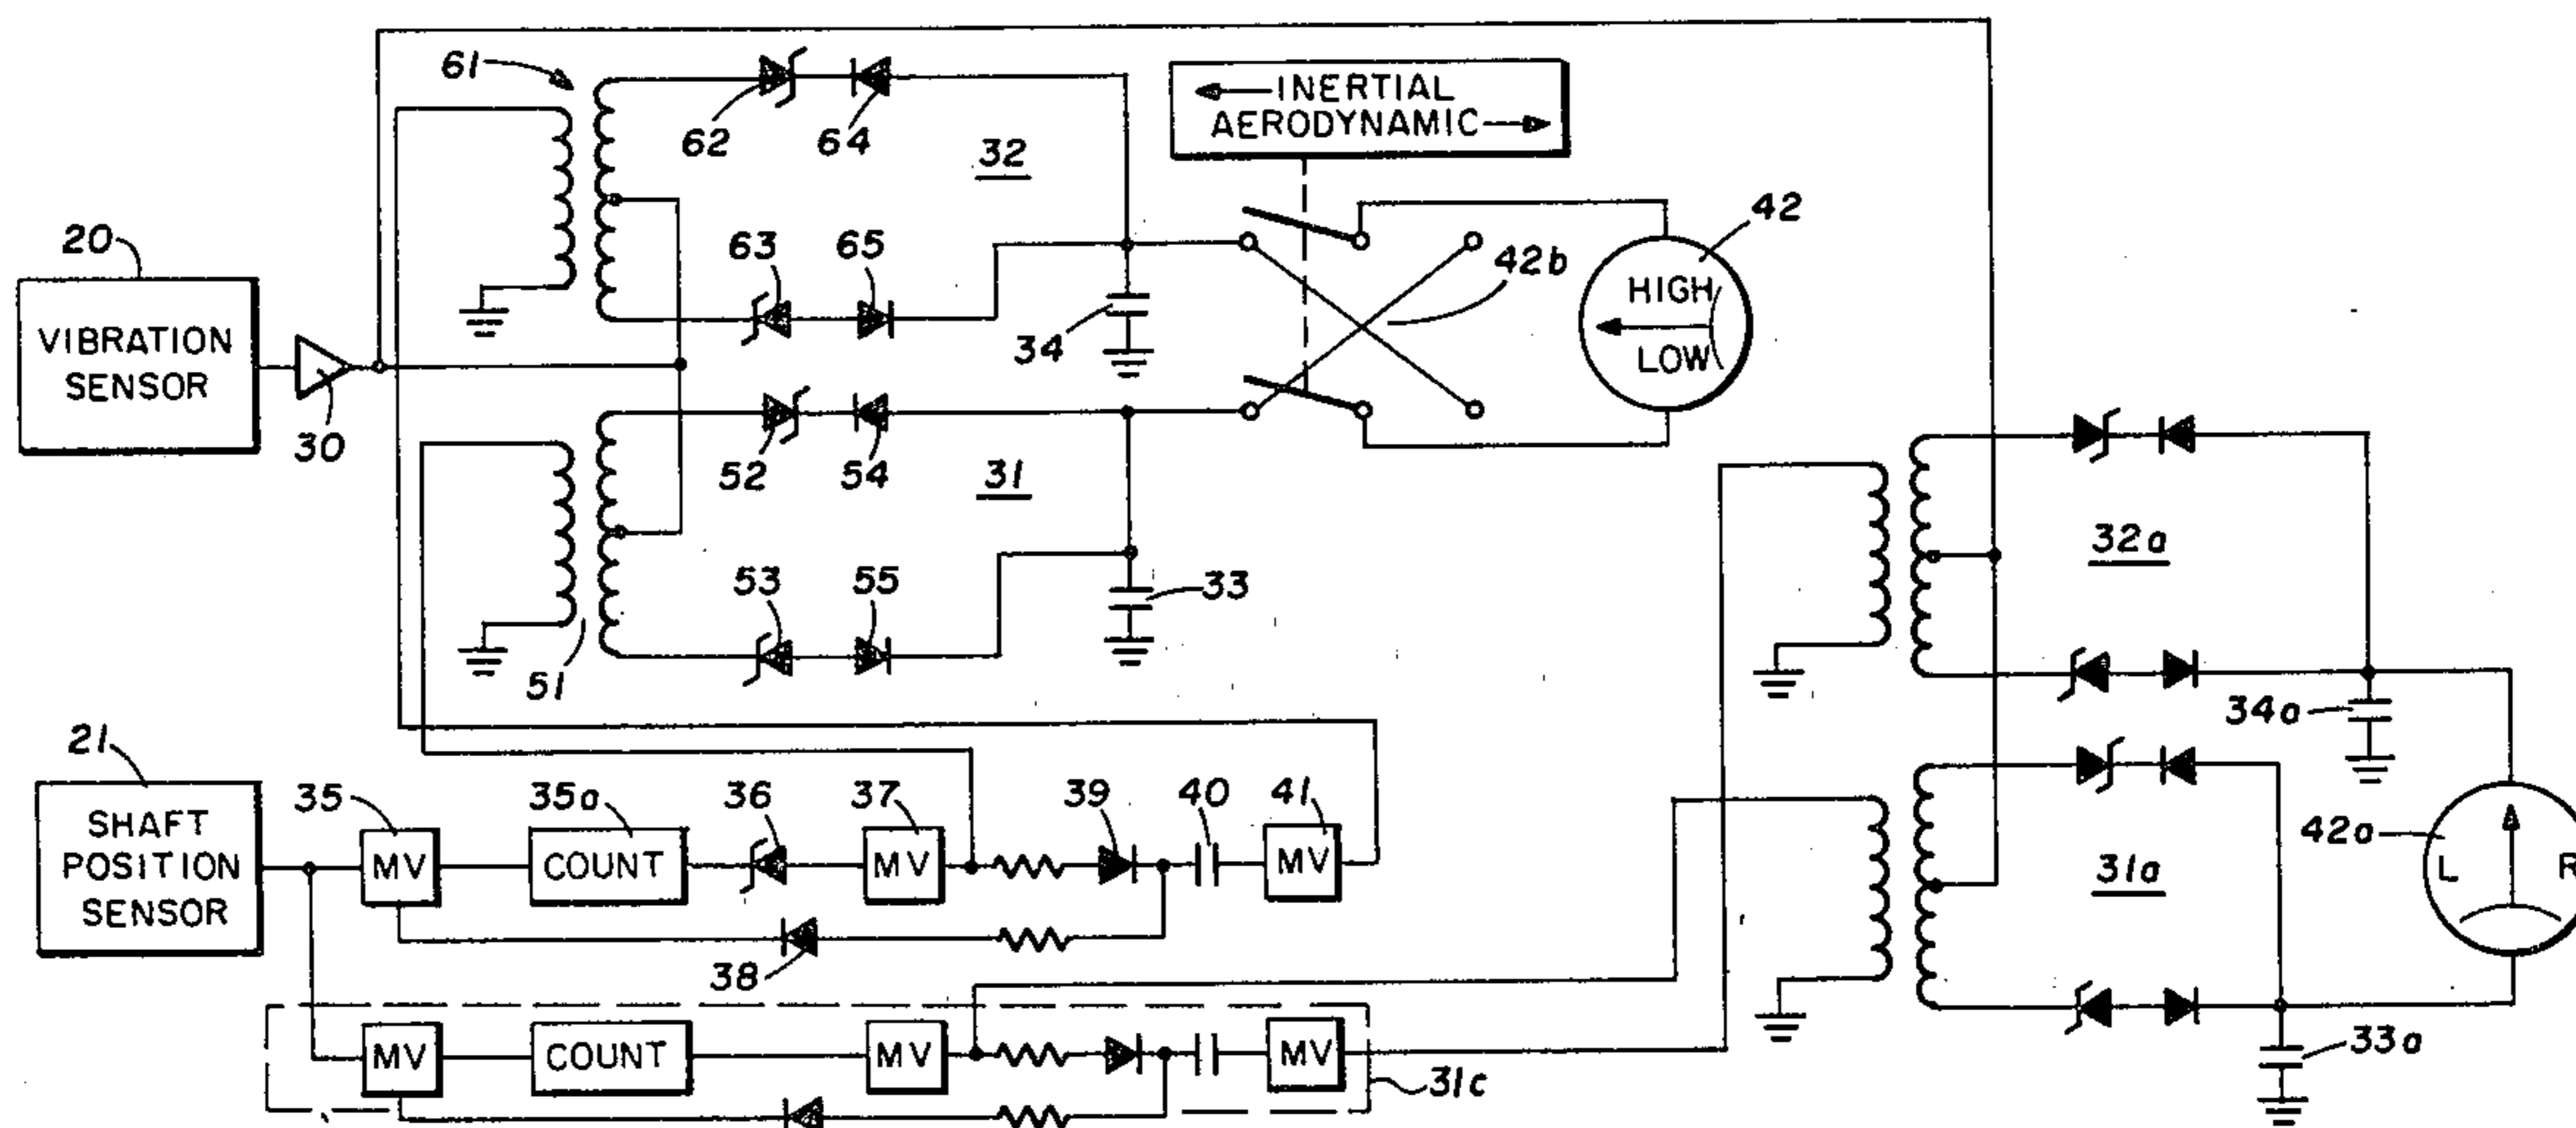 61
INERTIAL
AERODYNAMIC
62
64
32
20
63
65
42
42b
HIGH
LOW
VIBRATION
SENSOR
30
34
52
54
31
53
55
33
51
32a
34a
21
35
35a
36
37
39
40
41
31a
42a
SHAFT
POSITION
SENSOR
MV
COUNT
MV
MV
L
R
38
MV
COUNT
MV
MV
31c
33a